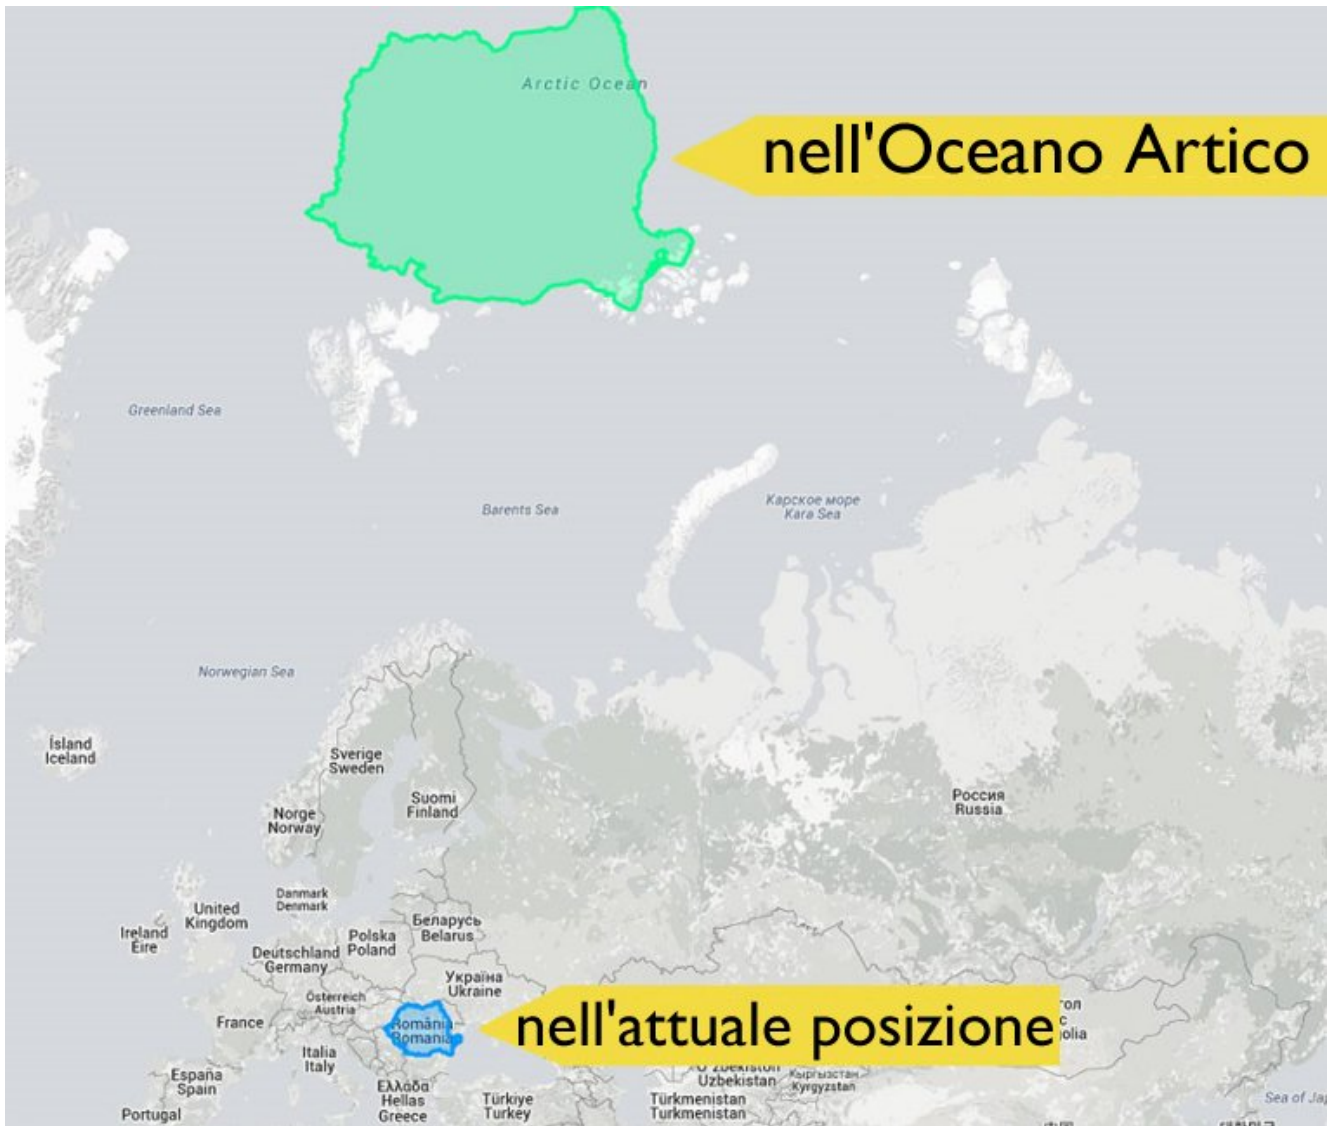 Arctic Ocean
nell'Oceano Artico
Greenland Sea
Barents Sea
Карское море
Kara Sea
Norwegian Sea
Ísland
Iceland
Sverige
Sweden
Suomi
Finland
Norge
Norway
Россия
Russia
Danmark
Denmark
United
Kingdom
Ireland
Éire
Polska
Poland
Беларусь
Belarus
Deutschland
Germany
Україна
Ukraine
Österreich
Austria
France
România
Romania
nell'attuale posizione
Italia
Italy
España
Spain
Portugal
Ελλάδα
Hellas
Greece
Türkiye
Turkey
Uzbekistan
Кыргызстан
Kyrgyzstan
Türkmenistan
Turkmenistan
Sea of